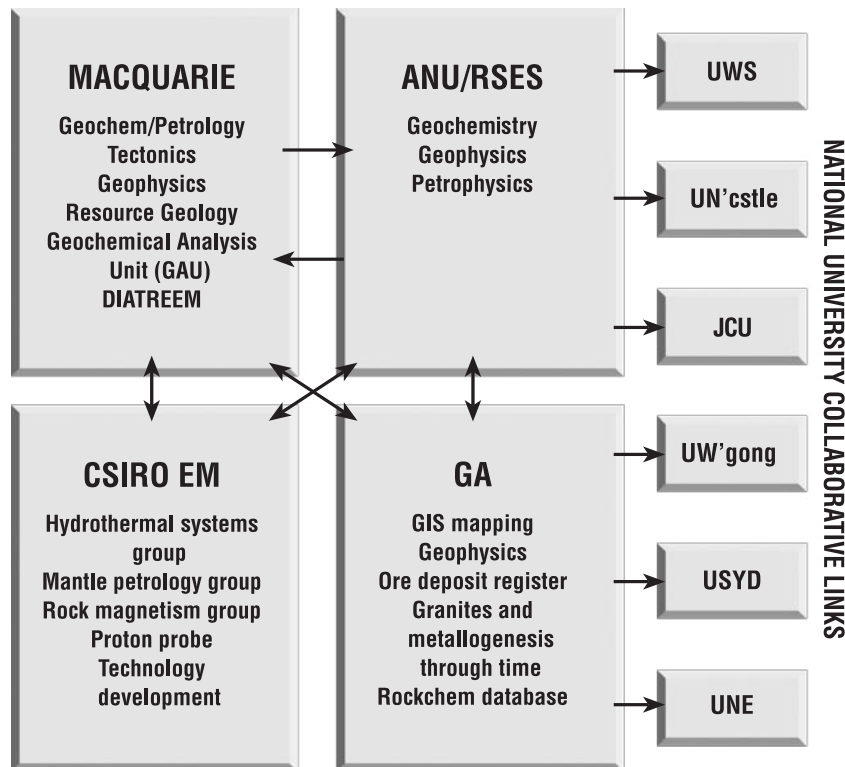 MACQUARIE
Geochem/Petrology
Tectonics
Geophysics
Resource Geology
Geochemical Analysis
Unit (GAU)
DIATREEM
ANU/RSES
Geochemistry
Geophysics
Petrophysics
CSIRO EM
Hydrothermal systems
group
Mantle petrology group
Rock magnetism group
Proton probe
Technology
development
GA
GIS mapping
Geophysics
Ore deposit register
Granites and
metallogenesis
through time
Rockchem database
UWS
UN’cstle
JCU
UW’gong
USYD
UNE
NATIONAL UNIVERSITY COLLABORATIVE LINKS